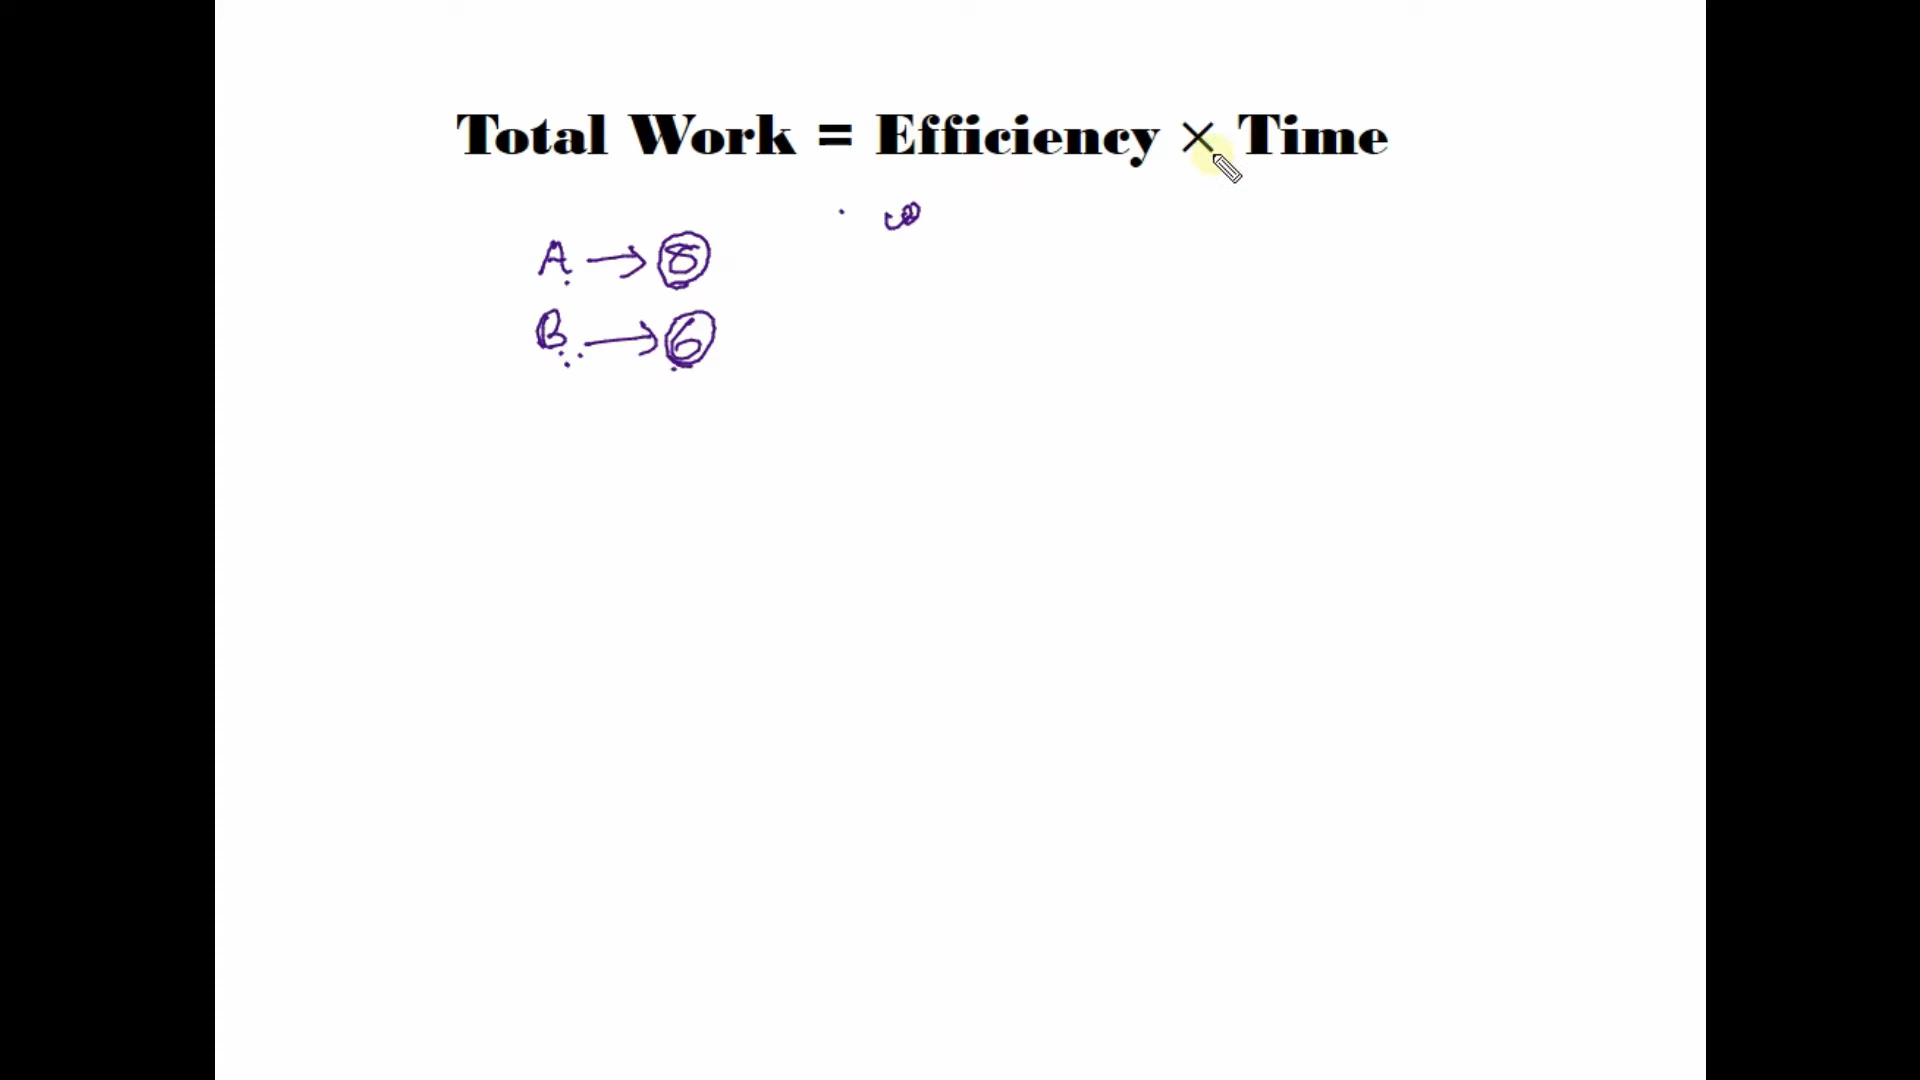 Total Work = Efficiency × Time
A → 8
B → 6